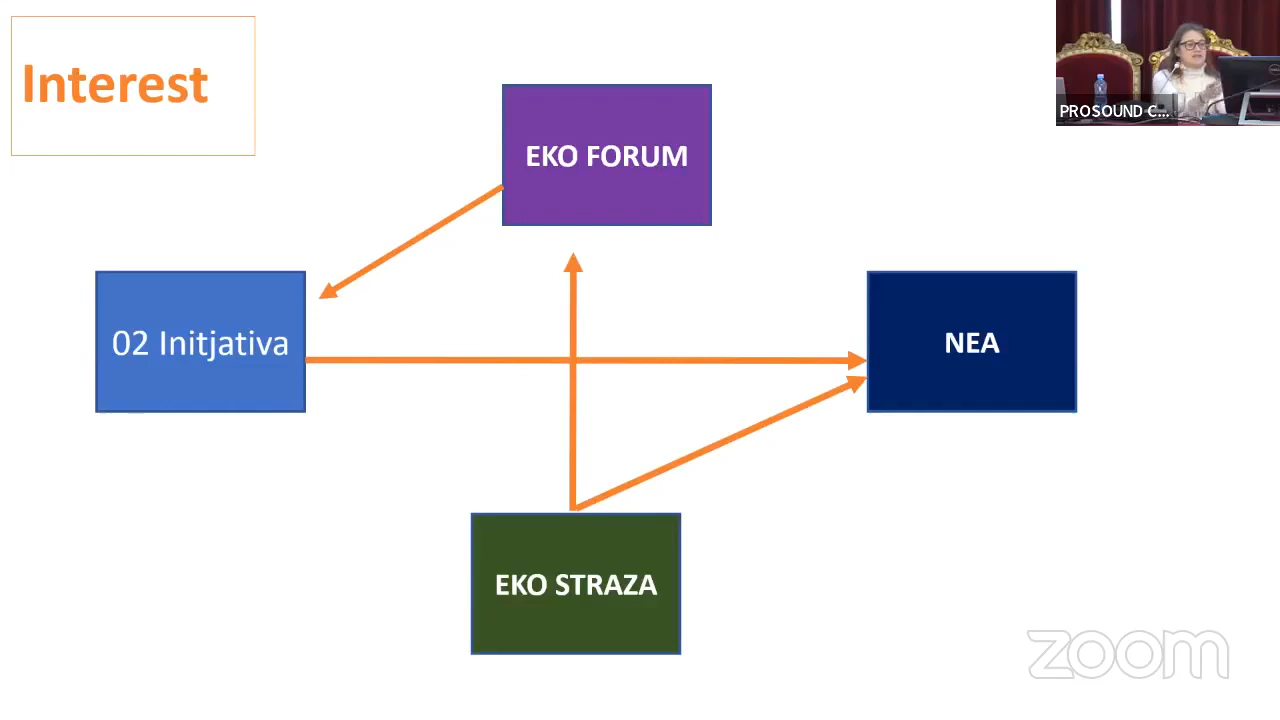 Interest
EKO FORUM
PROSOUND C...
02 Initjativa
NEA
EKO STRAZA
zoom